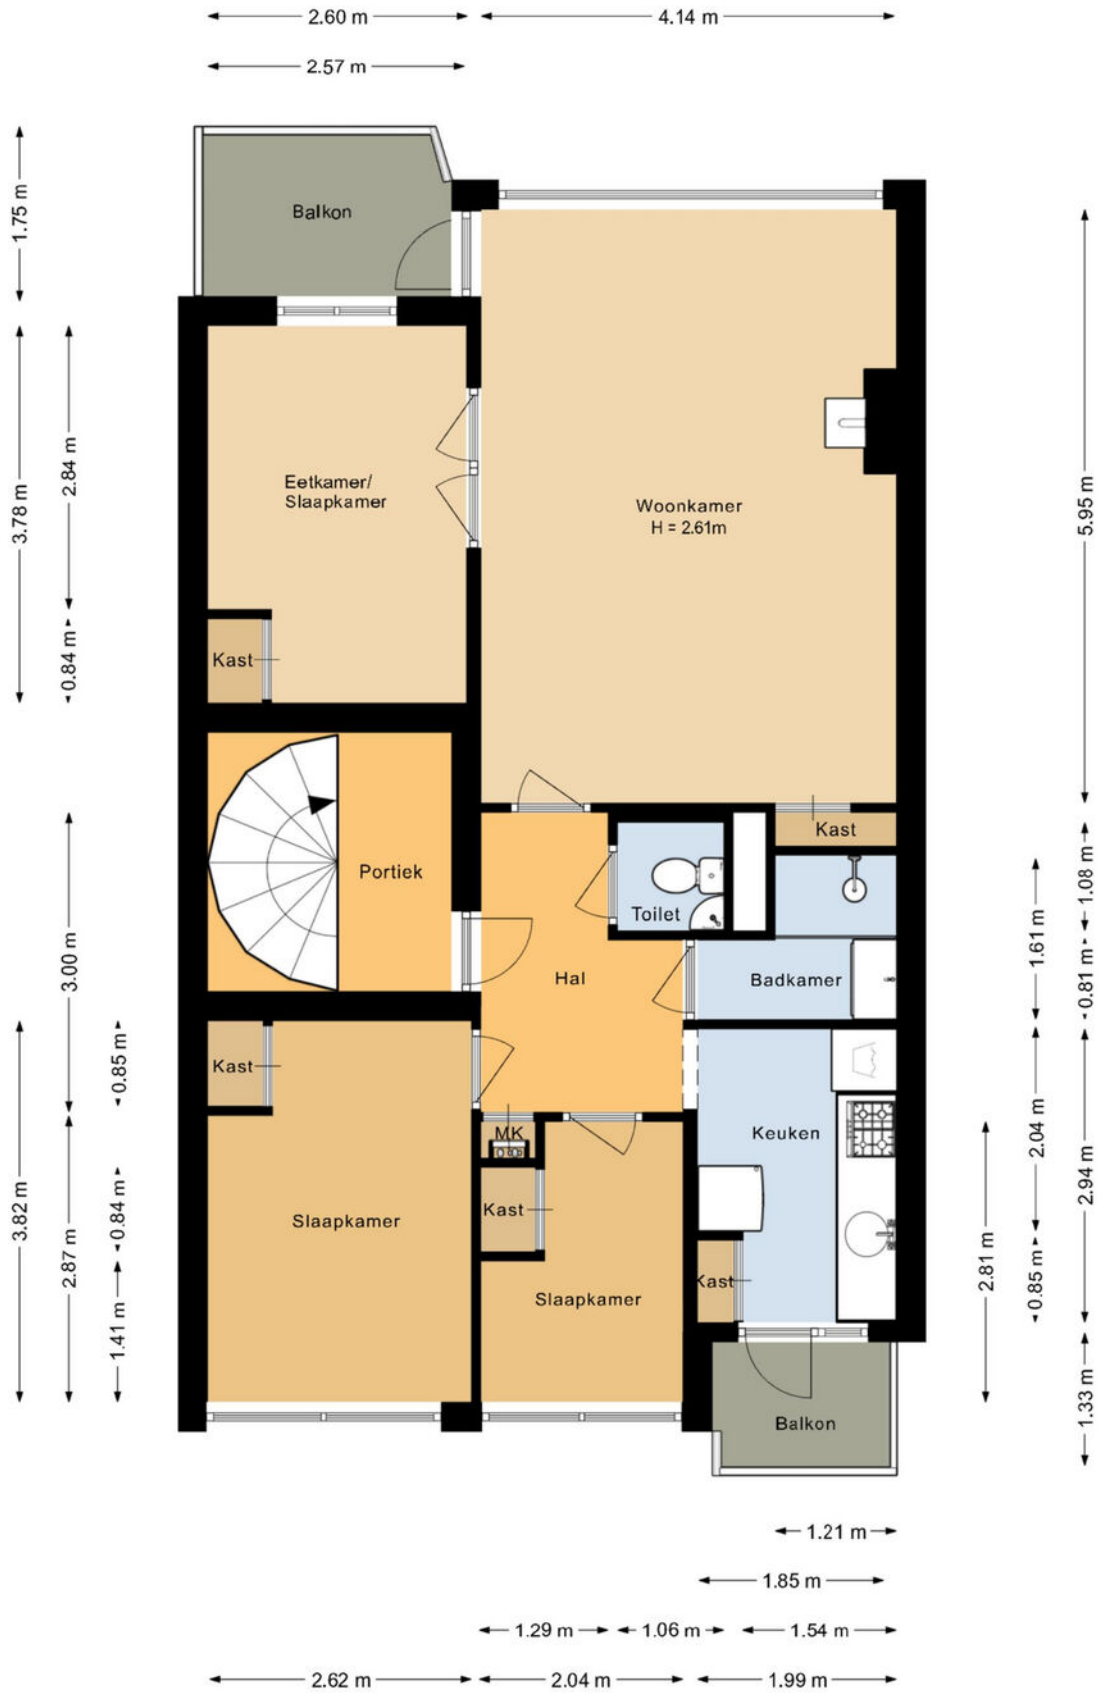 2.60 m
4.14 m
2.57 m
1.75 m
Balkon
3.78 m
2.84 m
0.84 m
Eetkamer/
Slaapkamer
Woonkamer
H = 2.61m
5.95 m
Kast
Kast
Portiek
Toilet
Hal
Badkamer
3.00 m
1.61 m
1.08 m
0.81 m
Kast
0.85 m
MK
Keuken
2.04 m
2.94 m
3.82 m
2.87 m
0.84 m
1.41 m
Slaapkamer
Kast
Slaapkamer
Kast
2.81 m
0.85 m
1.33 m
Balkon
1.21 m
1.85 m
1.29 m
1.06 m
1.54 m
2.62 m
2.04 m
1.99 m